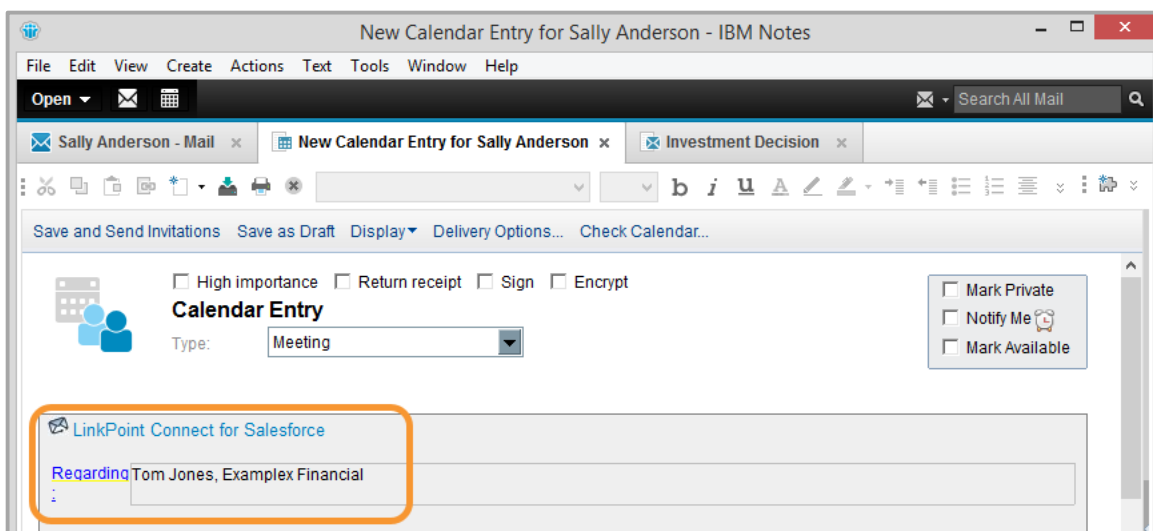 New Calendar Entry for Sally Anderson - IBM Notes
File Edit View Create Actions Text Tools Window Help
Open Search All Mail
Sally Anderson - Mail New Calendar Entry for Sally Anderson Investment Decision
b i u A
Save and Send Invitations Save as Draft Display Delivery Options... Check Calendar...
High importance Return receipt Sign Encrypt
Mark Private
Calendar Entry
Notify Me
Type: Meeting
Mark Available
LinkPoint Connect for Salesforce
Regarding Tom Jones, Examplex Financial
: